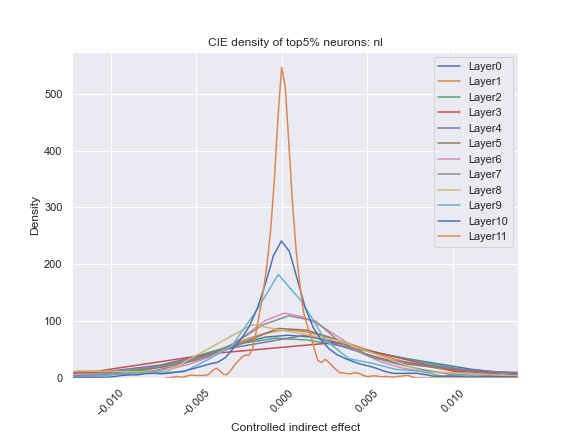 CIE density of top5% neurons: nl
Layer0
Layer1
Layer2
Layer3
Layer4
Layer5
Layer6
Layer7
Layer8
Layer9
Layer10
Layer11
500
400
300
200
100
0
Density
-0.010
-0.005
0.000
0.005
0.010
Controlled indirect effect